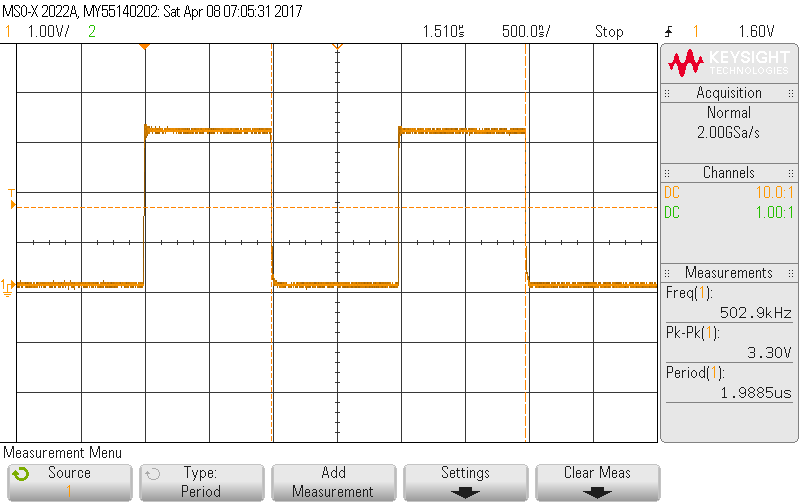 MSO-X 2022A, MY55140202: Sat Apr 08 07:05:31 2017
1 1.00V/ 2 1.510s 500.0s/ Stop 1 1.60V
KEYSIGHT
TECHNOLOGIES
Acquisition
Normal
2.00GSa/s
Channels
DC 10.0:1
DC 1.00:1
Measurements
Freq(1):
502.9kHz
Pk-Pk(1):
3.30V
Period(1):
1.9885us
T
1
Measurement Menu
Source
1
Type:
Period
Add
Measurement
Settings
Clear Meas